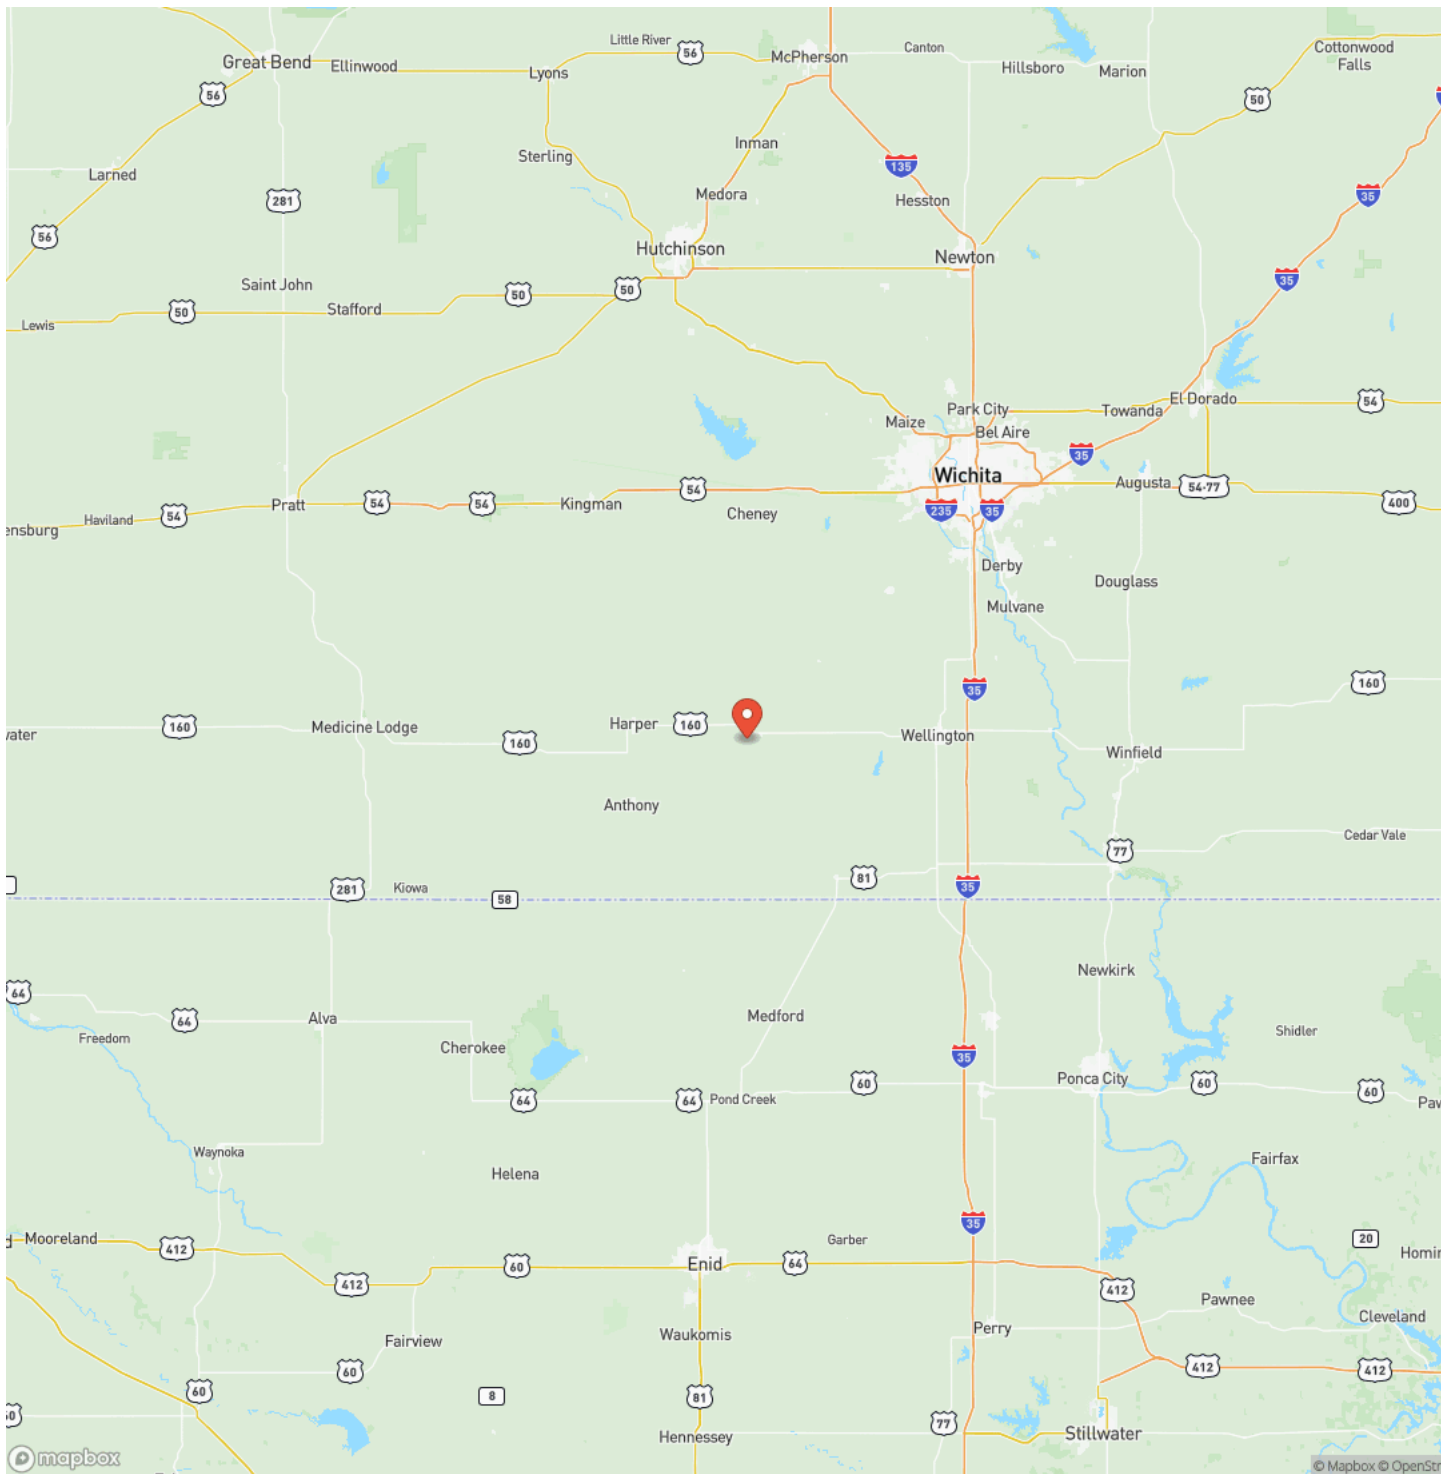 Little River
56
McPherson
Canton
Cottonwood
Falls
Great Bend
Ellinwood
Lyons
Hillsboro
Marion
56
50
Inman
Sterling
135
Larned
Medora
Hesston
35
281
56
Hutchinson
Newton
35
Saint John
50
50
Stafford
50
Lewis
El Dorado
54
Park City
Towanda
Maize
Bel Aire
35
Wichita
Augusta
54-77
54
Pratt
54
54
Kingman
400
Haviland
54
Cheney
235
35
ensburg
Derby
Douglass
Mulvane
35
160
160
Medicine Lodge
Harper
160
vater
160
Wellington
Winfield
Anthony
Cedar Vale
77
81
281
Kiowa
35
58
Newkirk
64
64
Alva
Medford
Freedom
Cherokee
35
Shidler
Ponca City
60
60
60
64
64
Pond Creek
Paw
Waynoka
Fairfax
Helena
35
Mooreland
412
Garber
20
Homin
60
Enid
64
412
412
Pawnee
Cleveland
Waukomis
Perry
Fairview
60
412
412
60
8
81
77
Hennessey
Stillwater
mapbox
© Mapbox © OpenStr